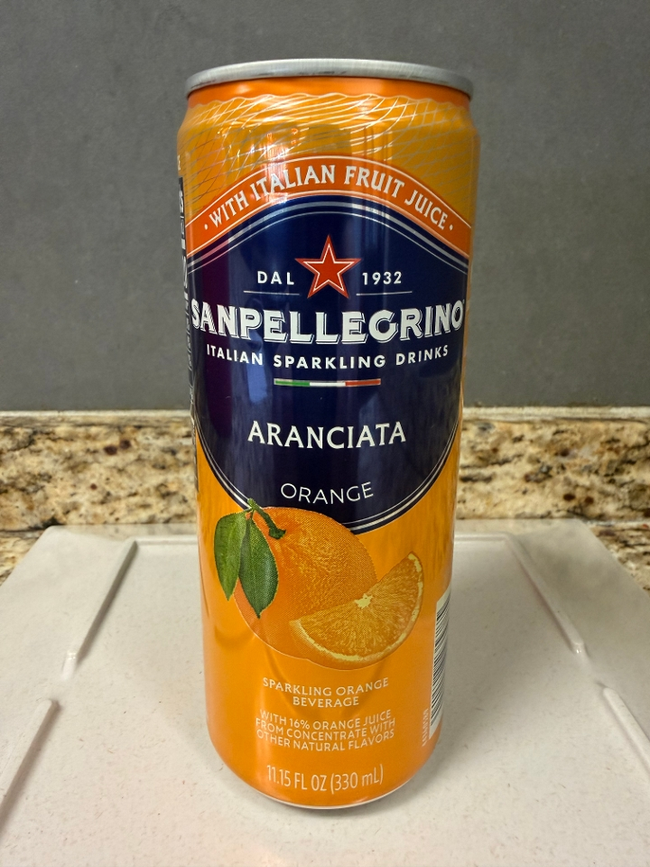 · WITH ITALIAN FRUIT JUICE ·
DAL 1932
SANPELLEGRINO
ITALIAN SPARKLING DRINKS
ARANCIATA
ORANGE
SPARKLING ORANGE
BEVERAGE
WITH 16% ORANGE JUICE
FROM CONCENTRATE WITH
OTHER NATURAL FLAVORS
11.15 FL OZ (330 mL)